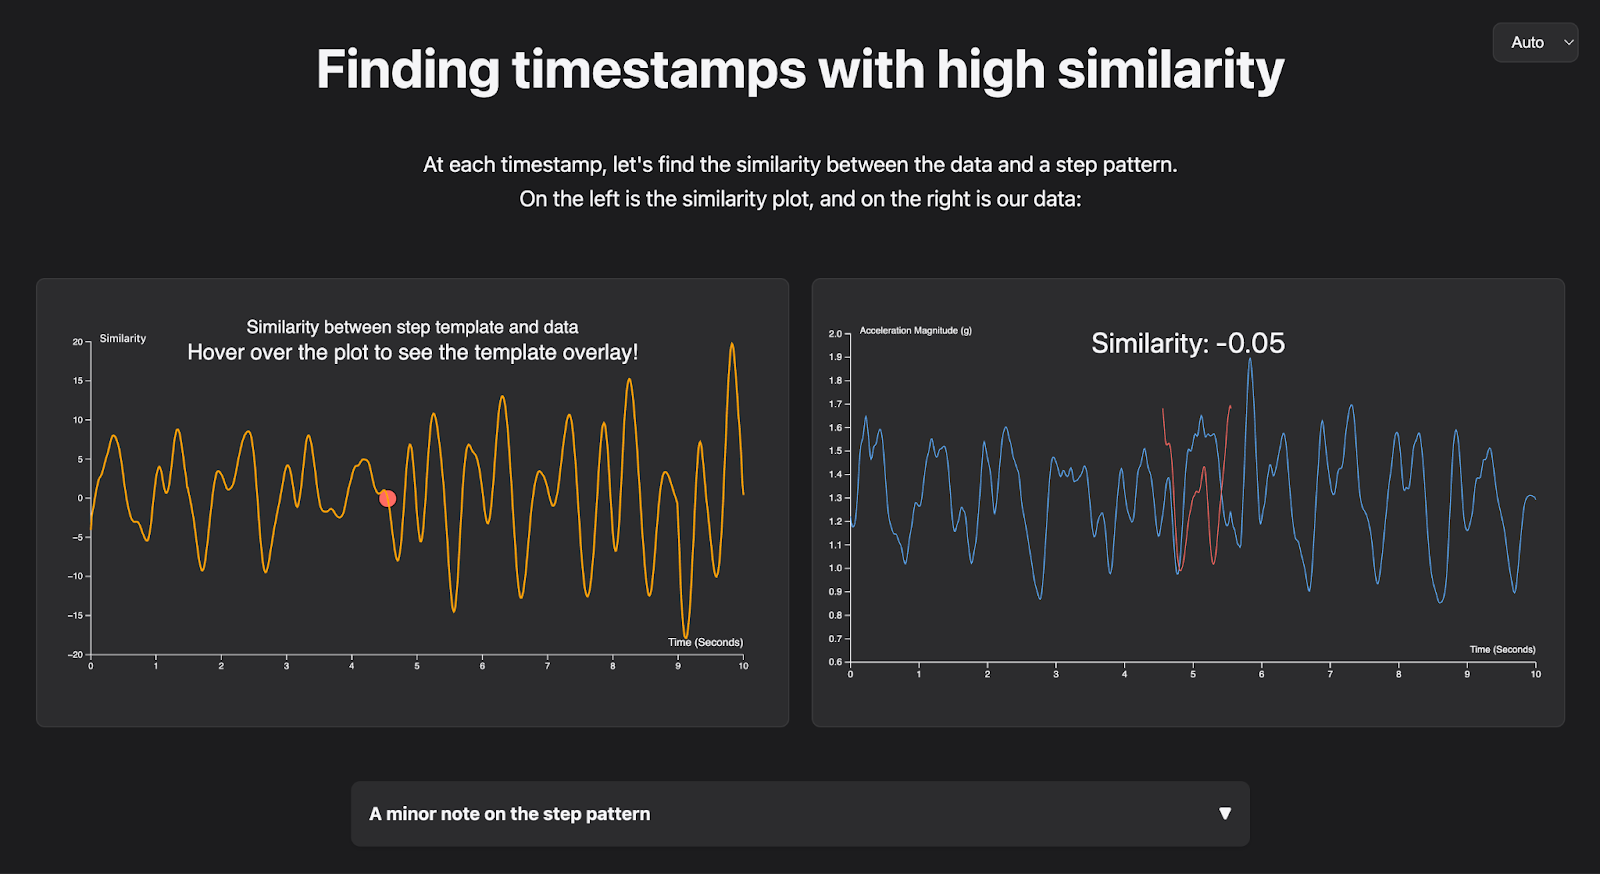 Auto
Finding timestamps with high similarity
At each timestamp, let's find the similarity between the data and a step pattern.
On the left is the similarity plot, and on the right is our data:
Similarity between step template and data
Hover over the plot to see the template overlay!
Similarity
20
15
10
5
0
−5
−10
−15
−20
Time (Seconds)
0 1 2 3 4 5 6 7 8 9 10
Acceleration Magnitude (g)
Similarity: -0.05
2.0
1.9
1.8
1.7
1.6
1.5
1.4
1.3
1.2
1.1
1.0
0.9
0.8
0.7
0.6
Time (Seconds)
0 1 2 3 4 5 6 7 8 9 10
A minor note on the step pattern